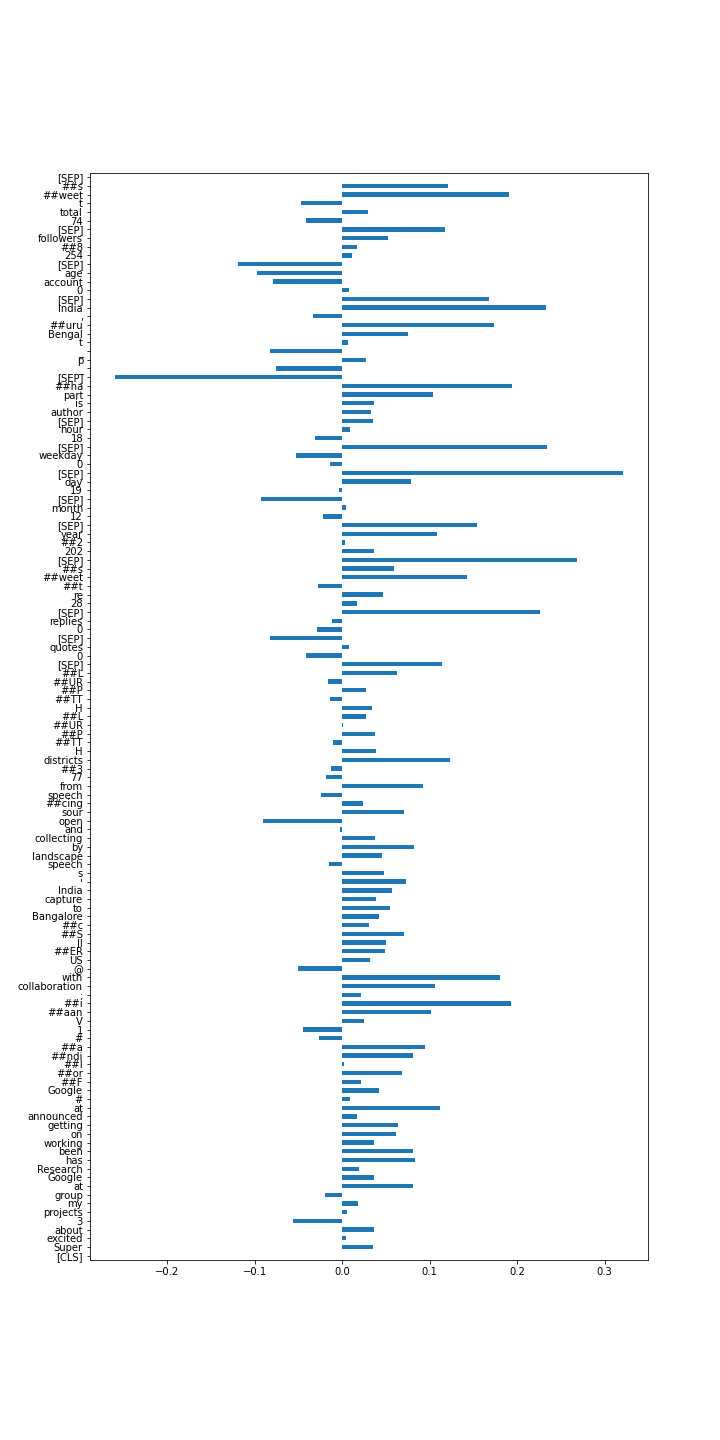 [SEP]
##s
##weet
t
total
74
[SEP]
followers
##8
254
[SEP]
age
account
0
[SEP]
India
,
##uru
Bengal
t
p
[SEP]
##ha
part
is
author
[SEP]
hour
18
[SEP]
weekday
0
[SEP]
day
19
[SEP]
month
12
[SEP]
year
##2
202
[SEP]
##s
##weet
##t
re
28
[SEP]
replies
0
[SEP]
quotes
0
[SEP]
##L
##UR
##P
##TT
H
##L
##UR
##P
##TT
H
districts
##3
77
from
speech
##cing
sour
open
and
collecting
by
landscape
speech
s
'
India
capture
to
Bangalore
##c
##S
II
##ER
US
@
with
collaboration
.
##i
##aan
V
1
#
##a
##ndi
##I
##or
##F
Google
#
at
announced
getting
on
working
been
has
Research
Google
at
group
my
projects
3
about
excited
Super
[CLS]
−0.2 −0.1 0.0 0.1 0.2 0.3